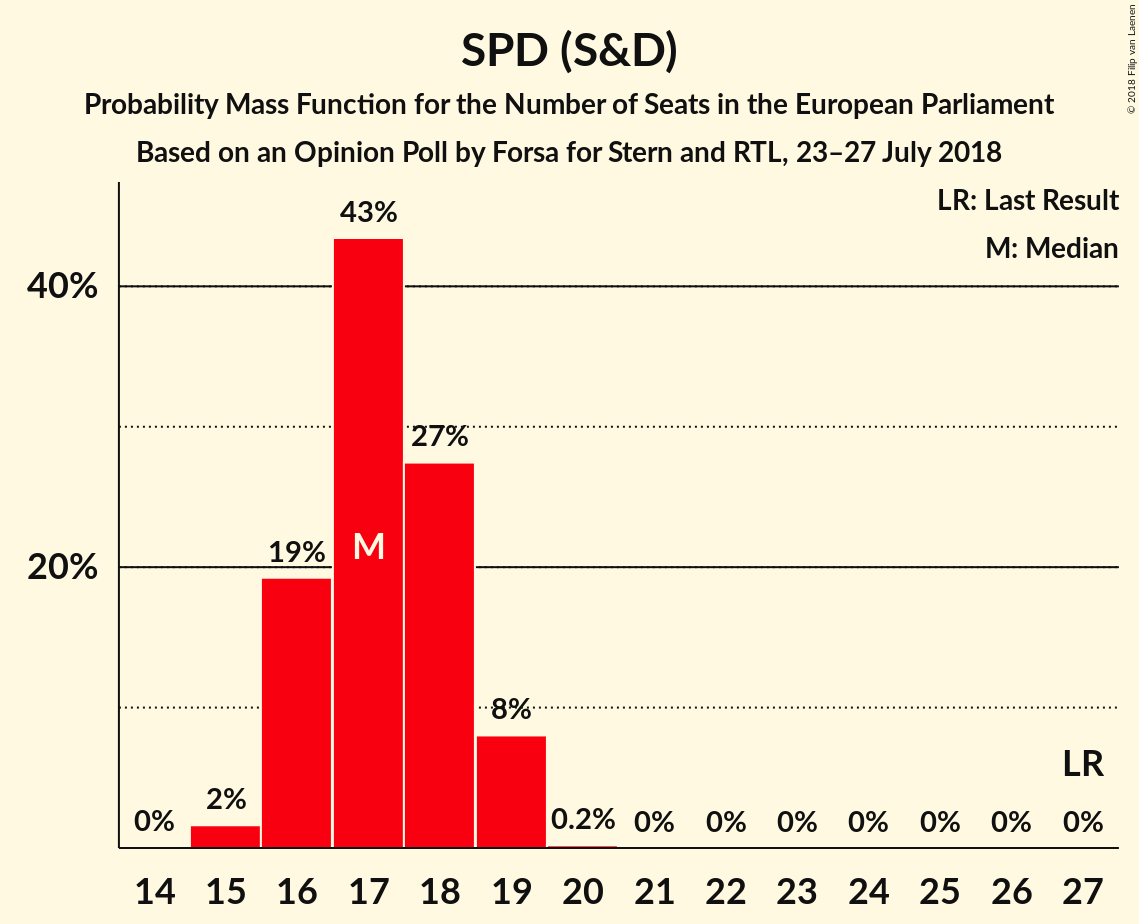 SPD (S&D)
Probability Mass Function for the Number of Seats in the European Parliament
Based on an Opinion Poll by Forsa for Stern and RTL, 23–27 July 2018
© 2018 Filip van Laenen
LR: Last Result
M: Median
43%
40%
27%
M
19%
20%
8%
LR
0%
2%
0.2%
0%
0%
0%
0%
0%
0%
0%
14 15 16 17 18 19 20 21 22 23 24 25 26 27